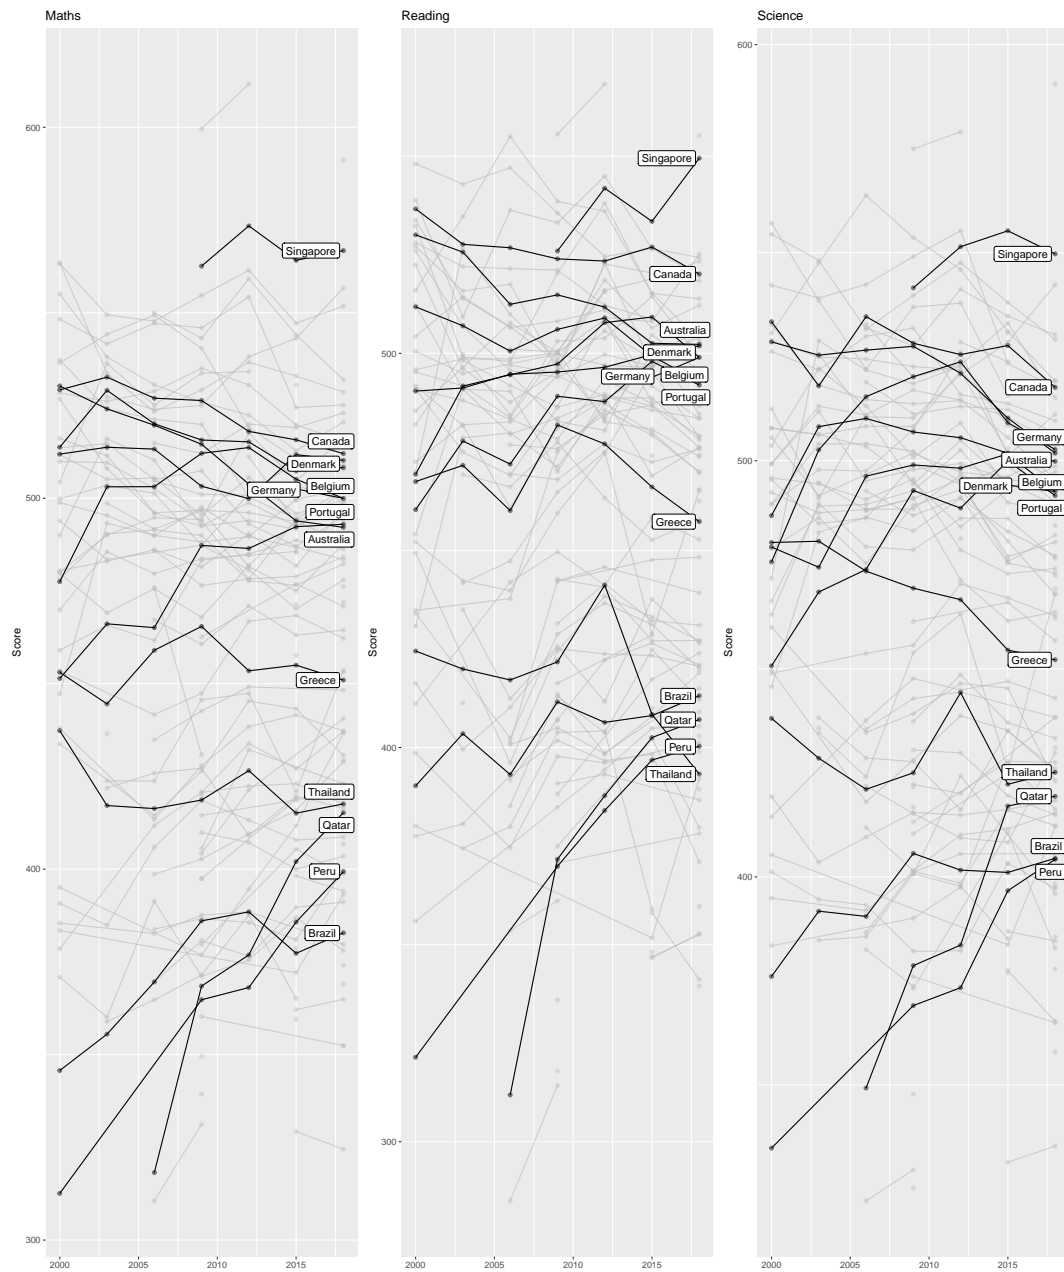 Maths
Score
600
500
400
300
2000
2005
2010
2015
Singapore
Canada
Denmark
Belgium
Germany
Portugal
Australia
Greece
Thailand
Qatar
Peru
Brazil
Reading
Score
500
400
300
2000
2005
2010
2015
Singapore
Canada
Australia
Denmark
Belgium
Germany
Portugal
Greece
Brazil
Qatar
Peru
Thailand
Science
Score
600
500
400
2000
2005
2010
2015
Singapore
Canada
Germany
Australia
Belgium
Denmark
Portugal
Greece
Thailand
Qatar
Brazil
Peru